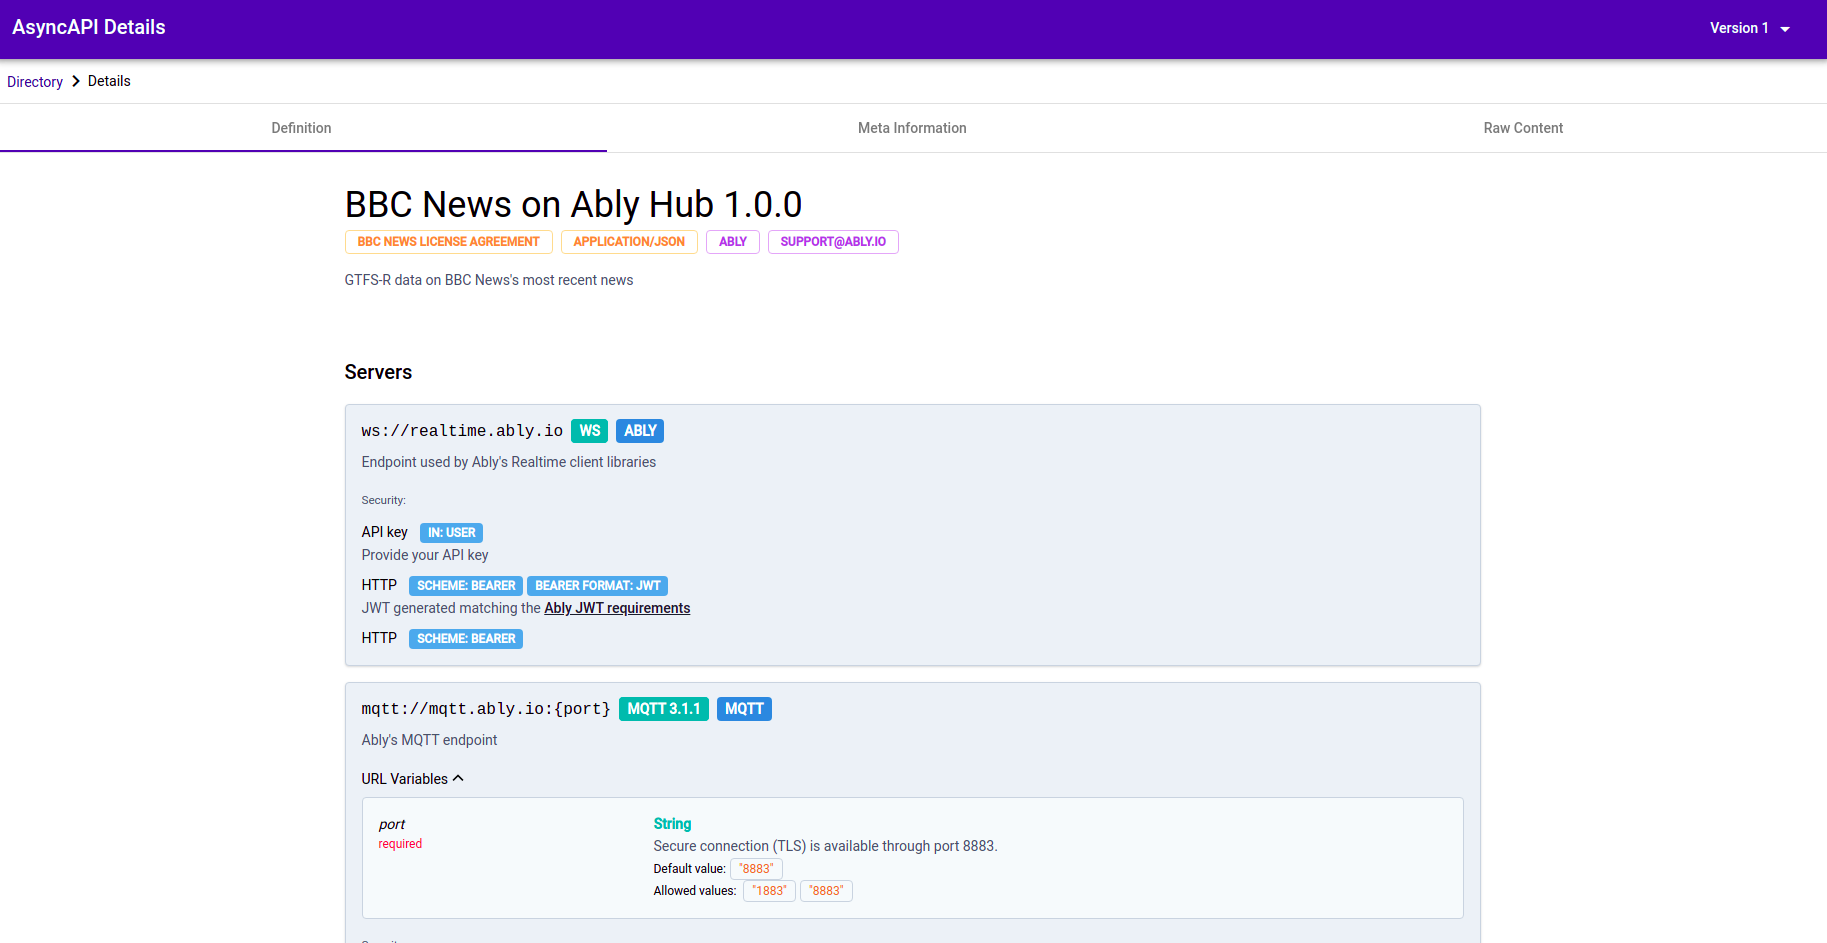 AsyncAPI Details
Version 1
Directory Details
Definition Meta Information Raw Content
BBC News on Ably Hub 1.0.0
BBC NEWS LICENSE AGREEMENT APPLICATION/JSON ABLY SUPPORT@ABLY.IO
GTFS-R data on BBC News's most recent news
Servers
ws://realtime.ably.io WS ABLY
Endpoint used by Ably's Realtime client libraries
Security:
API key IN: USER
Provide your API key
HTTP SCHEME: BEARER BEARER FORMAT: JWT
JWT generated matching the Ably JWT requirements
HTTP SCHEME: BEARER
mqtt://mqtt.ably.io:{port} MQTT 3.1.1 MQTT
Ably's MQTT endpoint
URL Variables
port String
required
Secure connection (TLS) is available through port 8883.
Default value: "8883"
Allowed values: "1883" "8883"